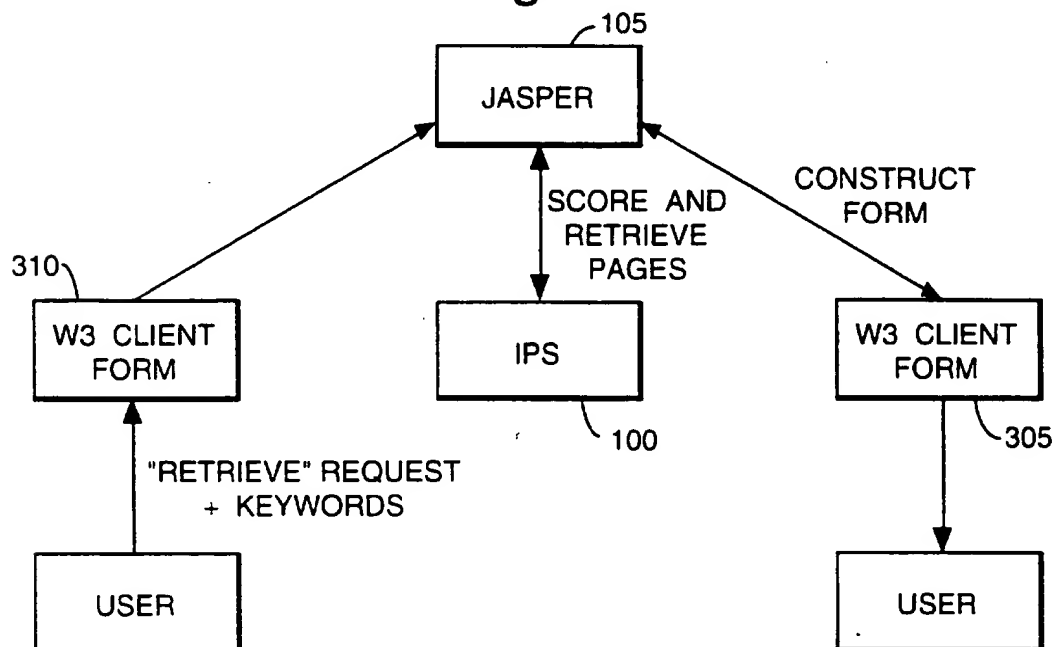 105
JASPER
CONSTRUCT
FORM
SCORE AND
RETRIEVE
PAGES
310
W3 CLIENT
FORM
IPS
W3 CLIENT
FORM
100
305
"RETRIEVE" REQUEST
+ KEYWORDS
USER
USER